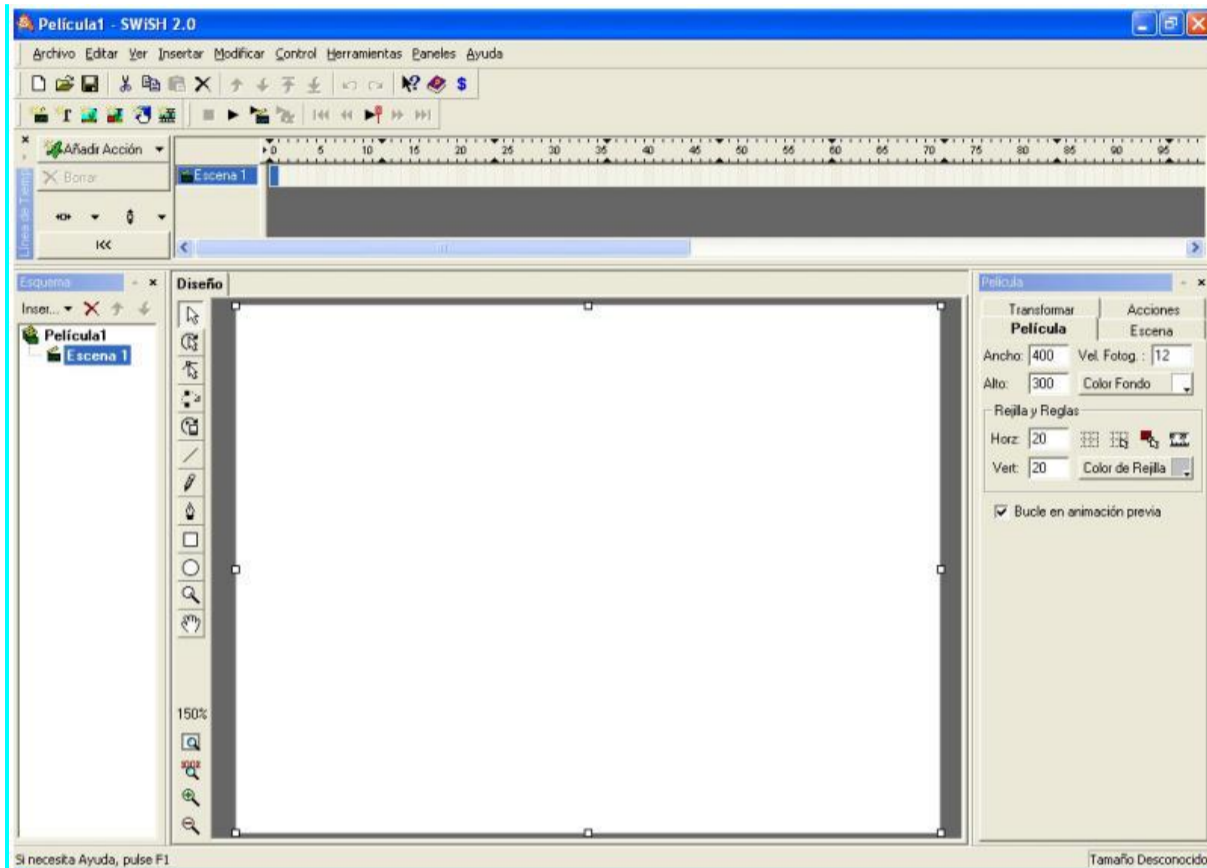 Película1 - SWiSH 2.0
Archivo Editar Ver Insertar Modificar Control Herramientas Paneles Ayuda
Añadir Acción
0 5 10 15 20 25 30 35 40 45 50 55 60 65 70 75 80 85 90 95
Borrar
Escena 1
Línea de Tiemp
Esquema
Inser...
Película1
Escena 1
Diseño
150%
100%
Película
Transformar Acciones
Película Escena
Ancho: 400 Vel. Fotog. : 12
Alto: 300 Color Fondo
Rejilla y Reglas
Horz: 20
Vert: 20 Color de Rejilla
Bucle en animación previa
Si necesita Ayuda, pulse F1
Tamaño Desconocido